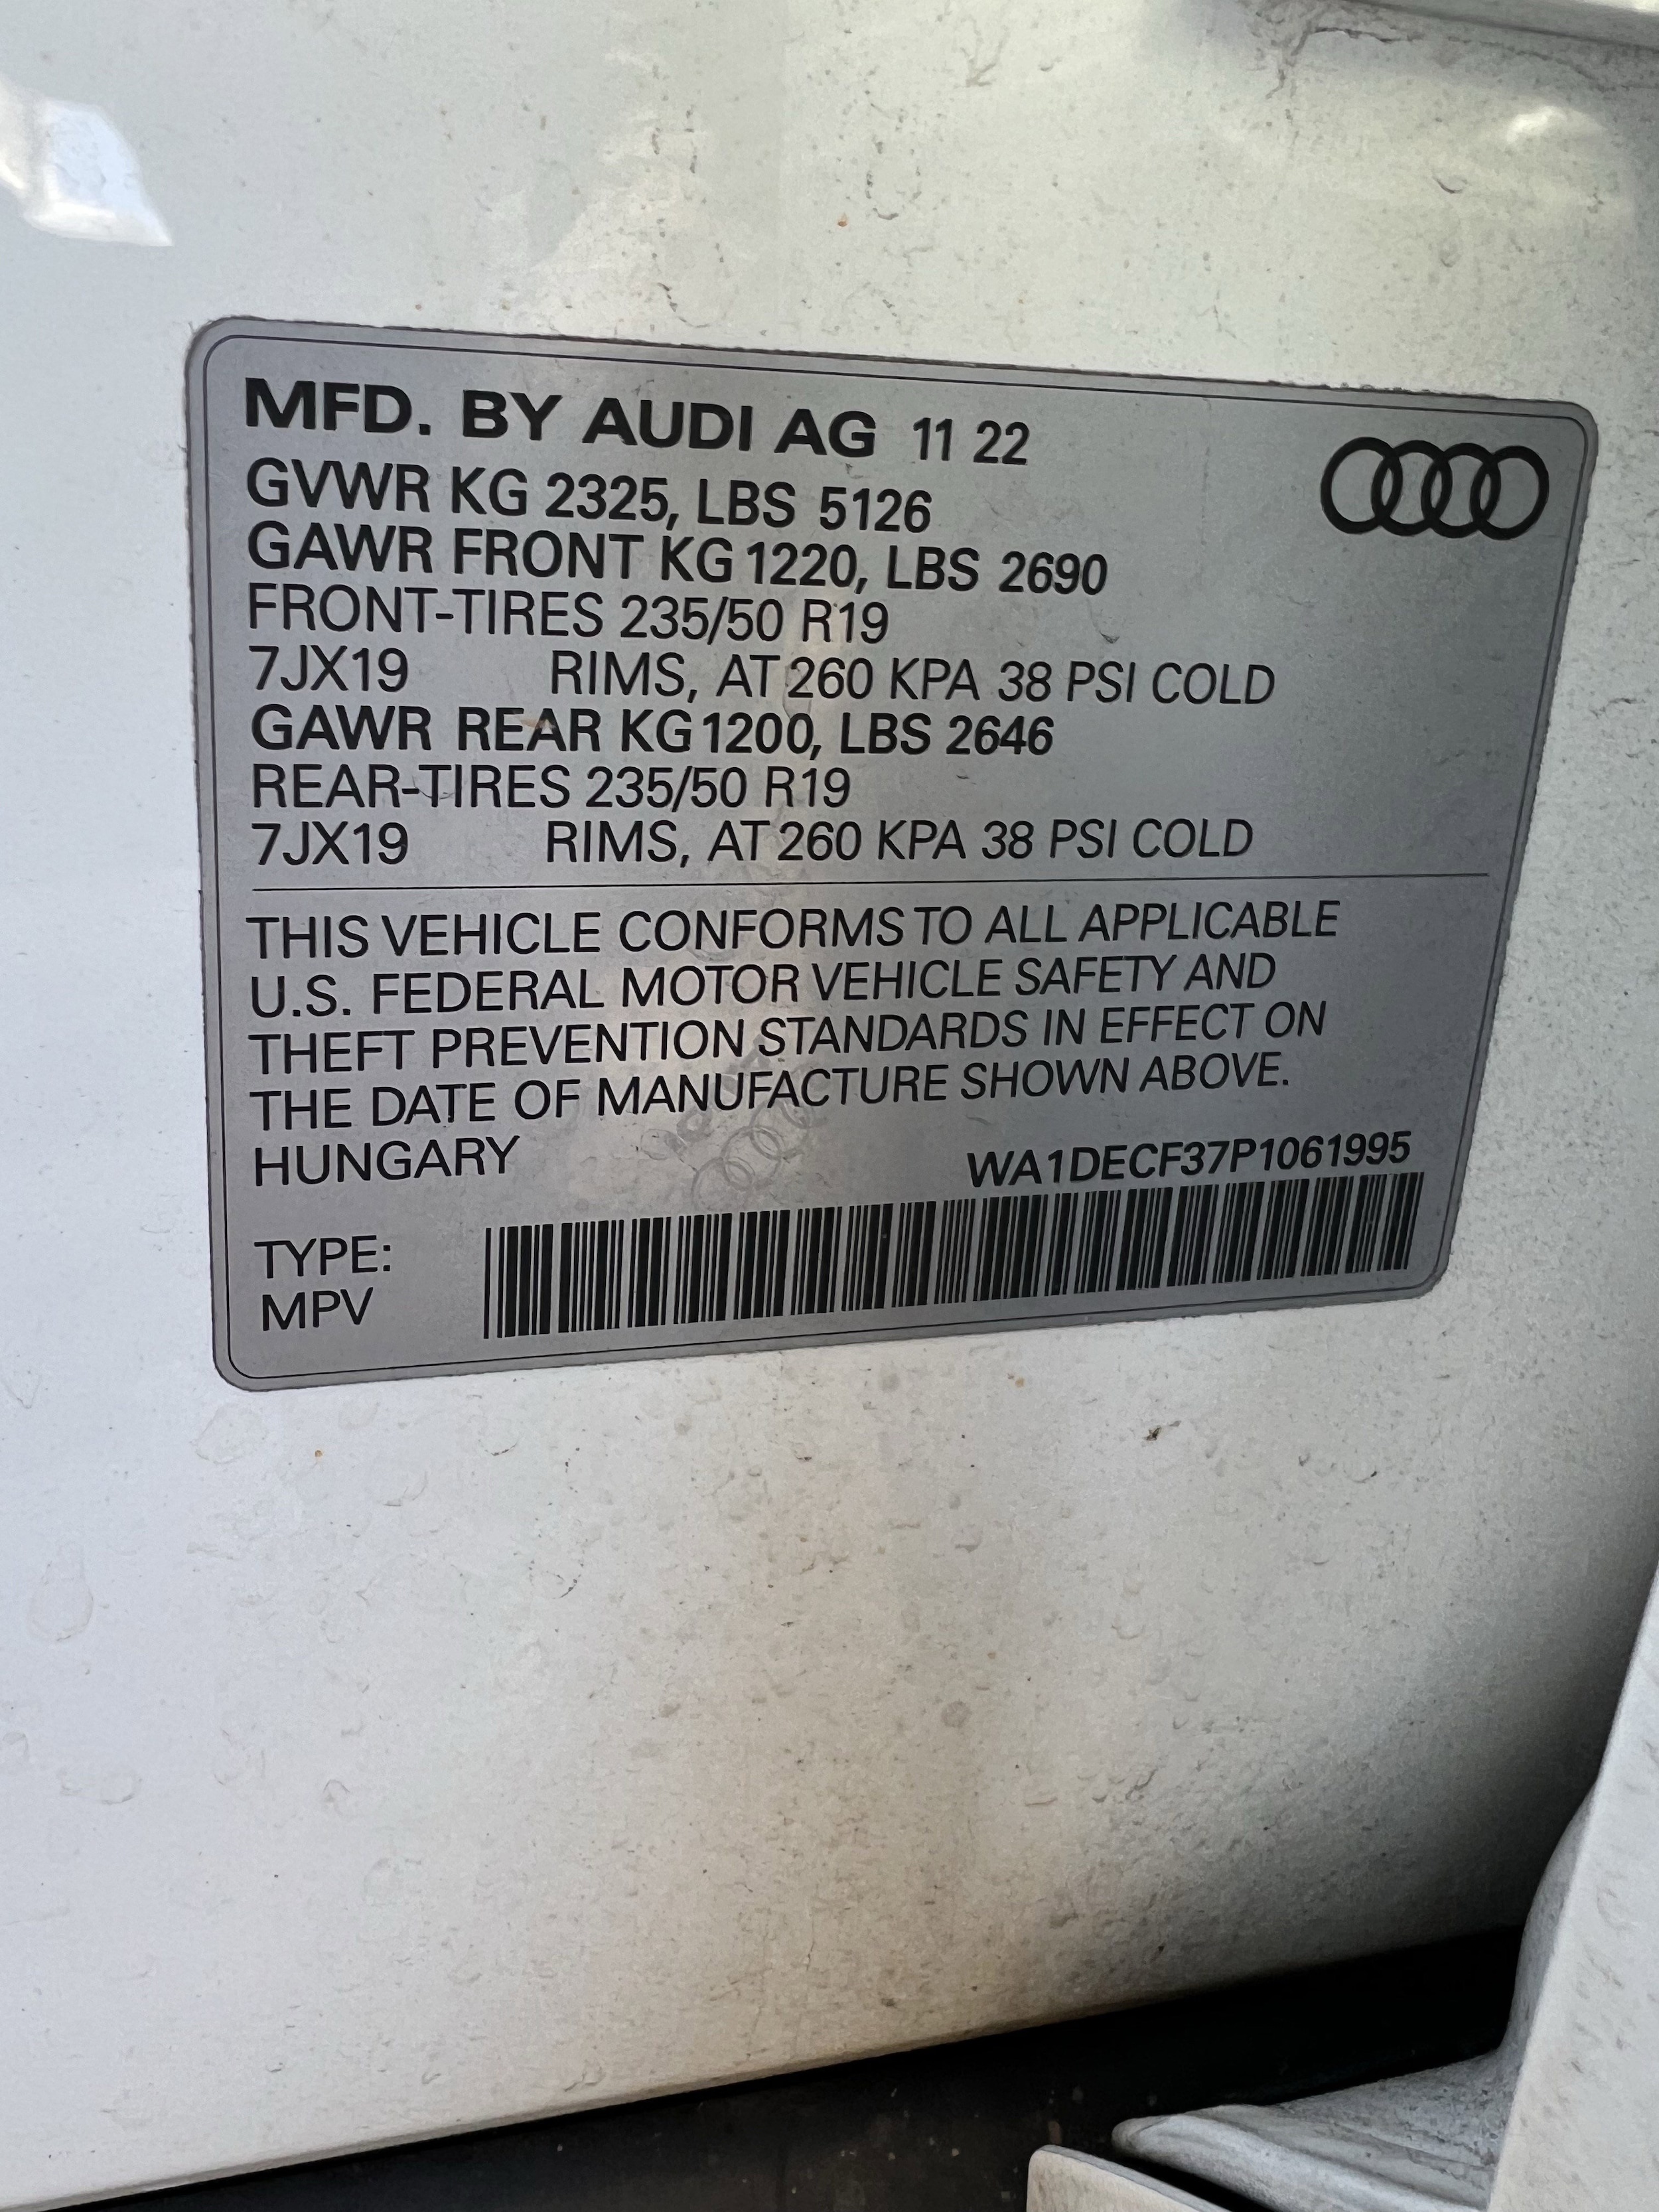 MFD. BY AUDI AG 11 22
GVWR KG 2325, LBS 5126
GAWR FRONT KG 1220, LBS 2690
FRONT-TIRES 235/50 R19
7JX19 RIMS, AT 260 KPA 38 PSI COLD
GAWR REAR KG 1200, LBS 2646
REAR-TIRES 235/50 R19
7JX19 RIMS, AT 260 KPA 38 PSI COLD
THIS VEHICLE CONFORMS TO ALL APPLICABLE
U.S. FEDERAL MOTOR VEHICLE SAFETY AND
THEFT PREVENTION STANDARDS IN EFFECT ON
THE DATE OF MANUFACTURE SHOWN ABOVE.
HUNGARY WA1DECF37P1061995
TYPE:
MPV